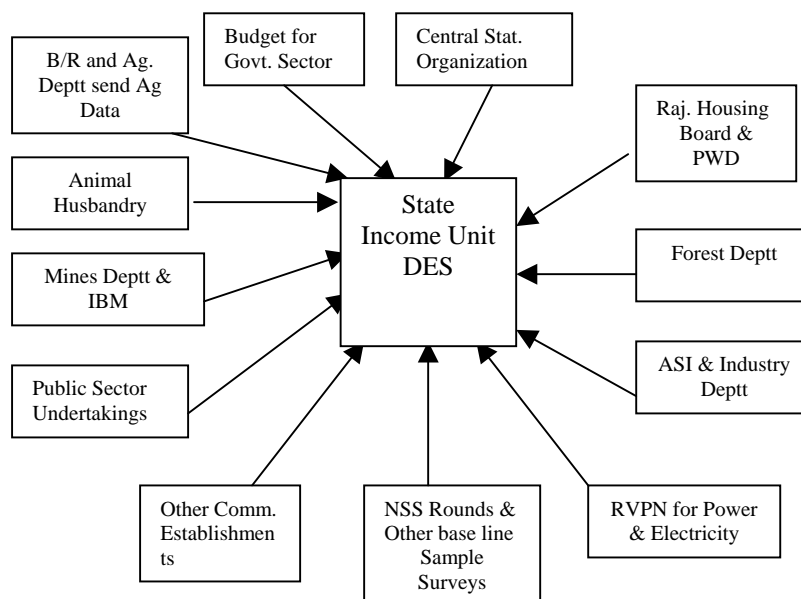 B/R and Ag.
Deptt send Ag
Data
Budget for
Govt. Sector
Central Stat.
Organization
Raj. Housing
Board &
PWD
Animal
Husbandry
State
Income Unit
DES
Mines Deptt &
IBM
Forest Deptt
Public Sector
Undertakings
ASI & Industry
Deptt
Other Comm.
Establishmen
ts
NSS Rounds &
Other base line
Sample
Surveys
RVPN for Power
& Electricity